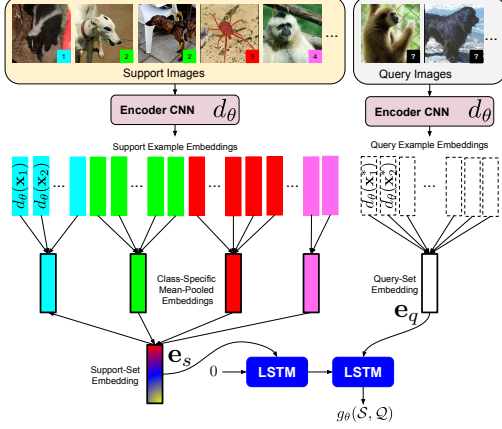 1 2 2 3 4 ...
? ? ...
Support Images
Query Images
Encoder CNN dθ
Encoder CNN dθ
Support Example Embeddings
Query Example Embeddings
dθ(x₁) dθ(x₂) ... ... ... ...
dθ(x₁*) dθ(x₂*) ...
Class-Specific
Mean-Pooled
Embeddings
Query-Set
Embedding
e_q
Support-Set
Embedding
e_s
0
LSTM
LSTM
gθ(𝒮, 𝒬)